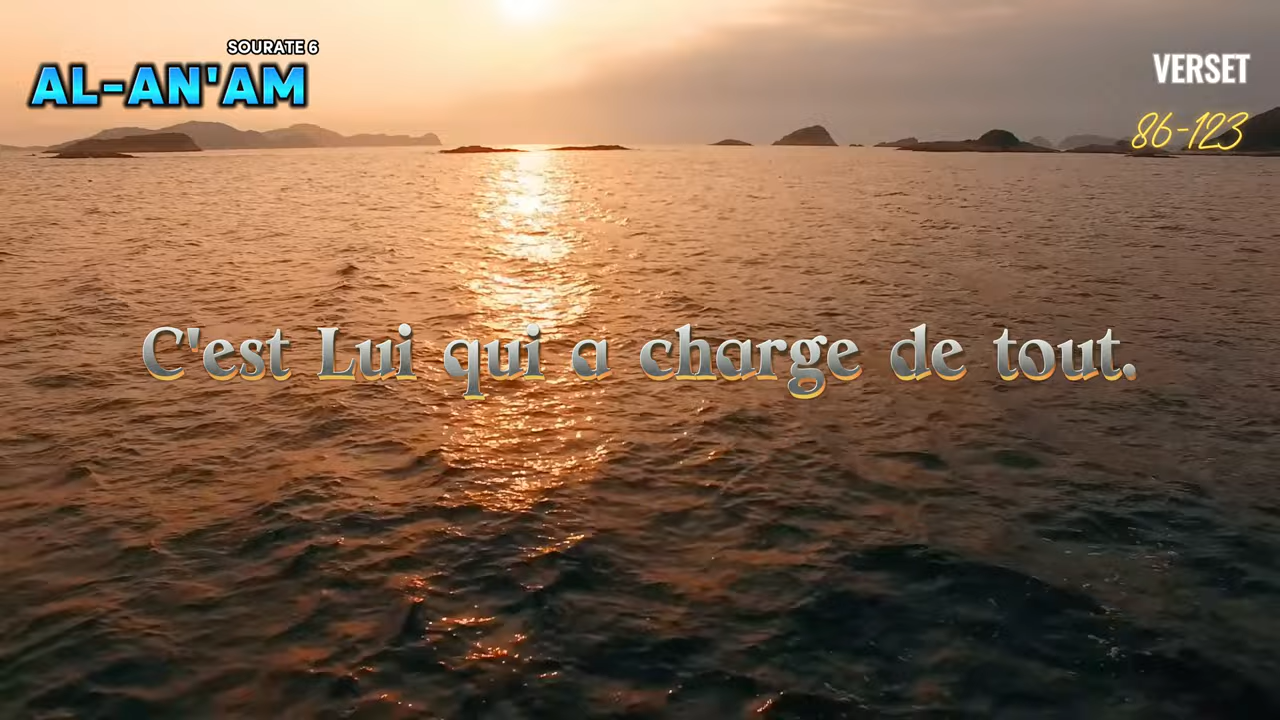 SOURATE 6
AL-AN'AM
VERSET
86-123
C'est Lui qui a charge de tout.